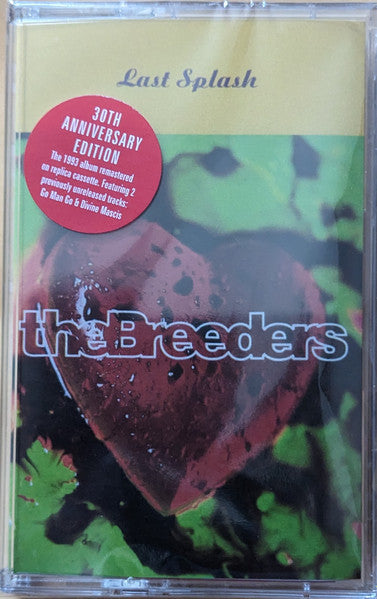 Last Splash
30TH
ANNIVERSARY
EDITION
The 1993 album remastered
on replica cassette. Featuring 2
previously unreleased tracks:
Go Man Go & Divine Mascis
theBreeders